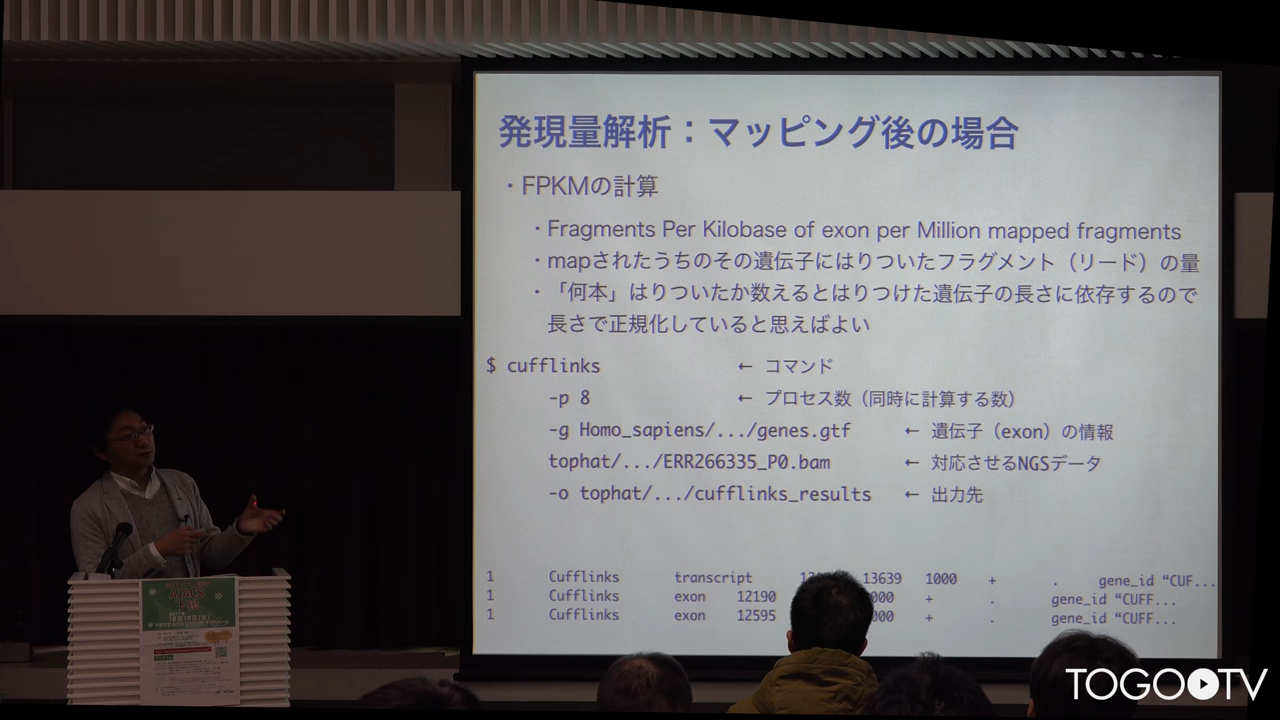 発現量解析：マッピング後の場合
・FPKMの計算
・Fragments Per Kilobase of exon per Million mapped fragments
・mapされたうちのその遺伝子にはりついたフラグメント（リード）の量
・「何本」はりついたか数えるとはりつけた遺伝子の長さに依存するので
長さで正規化していると思えばよい
$ cufflinks ← コマンド
-p 8 ← プロセス数（同時に計算する数）
-g Homo_sapiens/.../genes.gtf ← 遺伝子（exon）の情報
tophat/.../ERR266335_P0.bam ← 対応させるNGSデータ
-o tophat/.../cufflinks_results ← 出力先
1 Cufflinks transcript 13639 1000 + . gene_id “CUF...
1 Cufflinks exon 12190 + . gene_id “CUFF...
1 Cufflinks exon 12595 + . gene_id “CUFF...
AJACS
TOGOTV